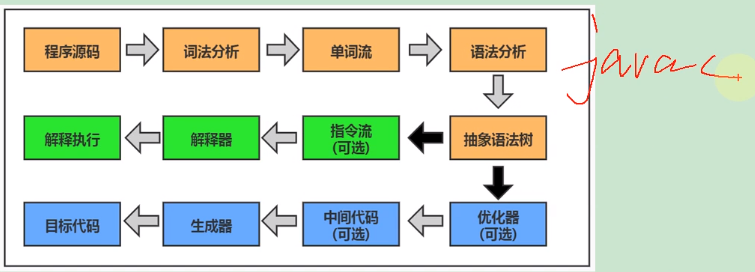 程序源码 词法分析 单词流 语法分析 javac
解释执行 解释器 指令流 抽象语法树
(可选)
目标代码 生成器 中间代码 优化器
(可选) (可选)